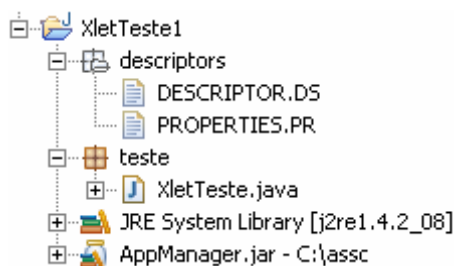 XletTeste1
descriptors
DESCRIPTOR.DS
PROPERTIES.PR
teste
XletTeste.java
JRE System Library [j2re1.4.2_08]
AppManager.jar - C:\assc